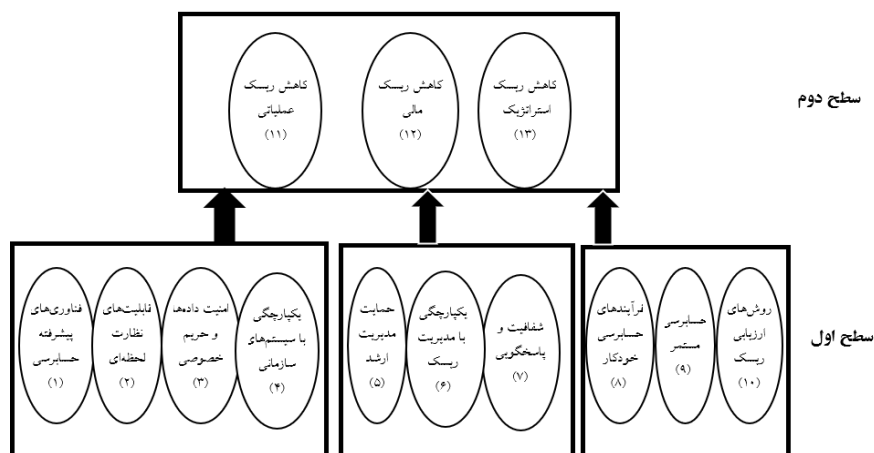 سطح دوم
کاهش ریسک
استراتژیک
(۱۳)
کاهش ریسک
مالی
(۱۲)
کاهش ریسک
عملیاتی
(۱۱)
سطح اول
روش‌های
ارزیابی
ریسک
(۱۰)
حسابرسی
مستمر
(۹)
فرآیندهای
حسابرسی
خودکار
(۸)
شفافیت و
پاسخگویی
(۷)
یکپارچگی
با مدیریت
ریسک
(۶)
حمایت
مدیریت
ارشد
(۵)
یکپارچگی
با سیستم‌های
سازمانی
(۴)
امنیت داده‌ها
و حریم
خصوصی
(۳)
قابلیت‌های
نظارت
لحظه‌ای
(۲)
فناوری‌های
پیشرفته
حسابرسی
(۱)